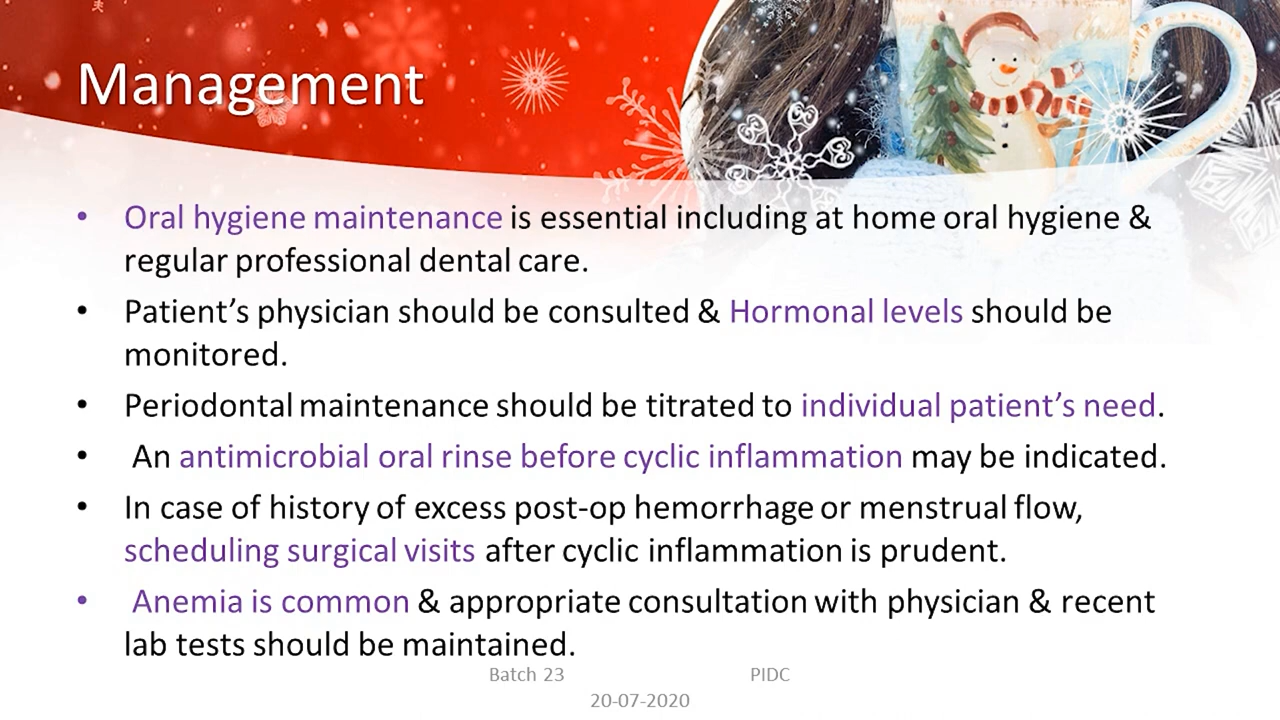 Management
• Oral hygiene maintenance is essential including at home oral hygiene &
regular professional dental care.
• Patient’s physician should be consulted & Hormonal levels should be
monitored.
• Periodontal maintenance should be titrated to individual patient’s need.
• An antimicrobial oral rinse before cyclic inflammation may be indicated.
• In case of history of excess post-op hemorrhage or menstrual flow,
scheduling surgical visits after cyclic inflammation is prudent.
• Anemia is common & appropriate consultation with physician & recent
lab tests should be maintained.
Batch 23 PIDC
20-07-2020